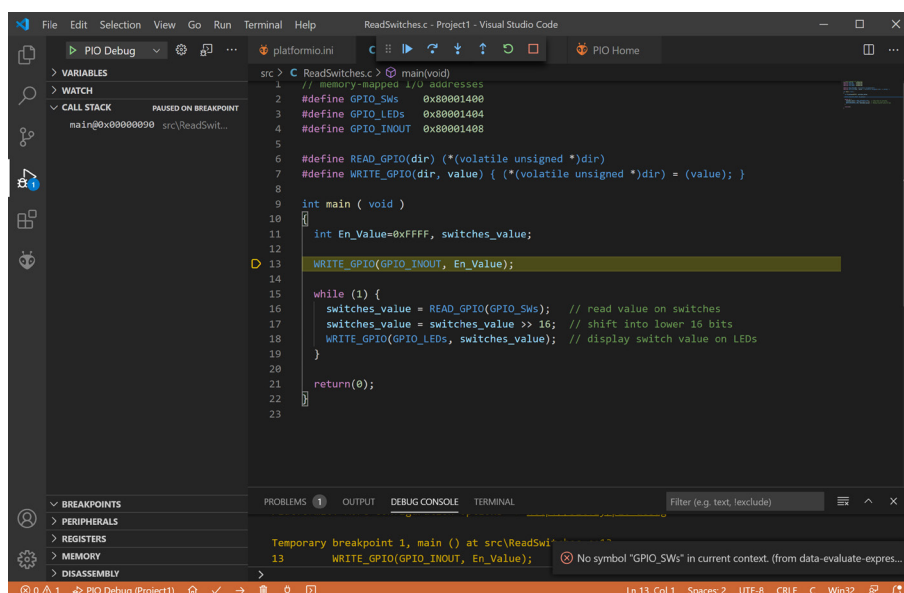 File Edit Selection View Go Run Terminal Help ReadSwitches.c - Project1 - Visual Studio Code
PIO Debug
platformio.ini C PIO Home
src > C ReadSwitches.c > main(void)
VARIABLES
WATCH
CALL STACK PAUSED ON BREAKPOINT
main@0x00000090 src\ReadSwit...
1 // memory-mapped I/O addresses
2 #define GPIO_SWs 0x80001400
3 #define GPIO_LEDs 0x80001404
4 #define GPIO_INOUT 0x80001408
5
6 #define READ_GPIO(dir) (*(volatile unsigned *)dir)
7 #define WRITE_GPIO(dir, value) { (*(volatile unsigned *)dir) = (value); }
8
9 int main ( void )
10 {
11 int En_Value=0xFFFF, switches_value;
12
13 WRITE_GPIO(GPIO_INOUT, En_Value);
14
15 while (1) {
16 switches_value = READ_GPIO(GPIO_SWs); // read value on switches
17 switches_value = switches_value >> 16; // shift into lower 16 bits
18 WRITE_GPIO(GPIO_LEDs, switches_value); // display switch value on LEDs
19 }
20
21 return(0);
22 }
23
1
BREAKPOINTS
PERIPHERALS
REGISTERS
MEMORY
DISASSEMBLY
PROBLEMS 1 OUTPUT DEBUG CONSOLE TERMINAL Filter (e.g. text, !exclude)
Temporary breakpoint 1, main () at src\ReadSwi
13 WRITE_GPIO(GPIO_INOUT, En_Value);
No symbol "GPIO_SWs" in current context. (from data-evaluate-expres...
>
0 1 PIO Debug (Project1) Ln 13, Col 1 Spaces: 2 UTF-8 CRLF C Win32